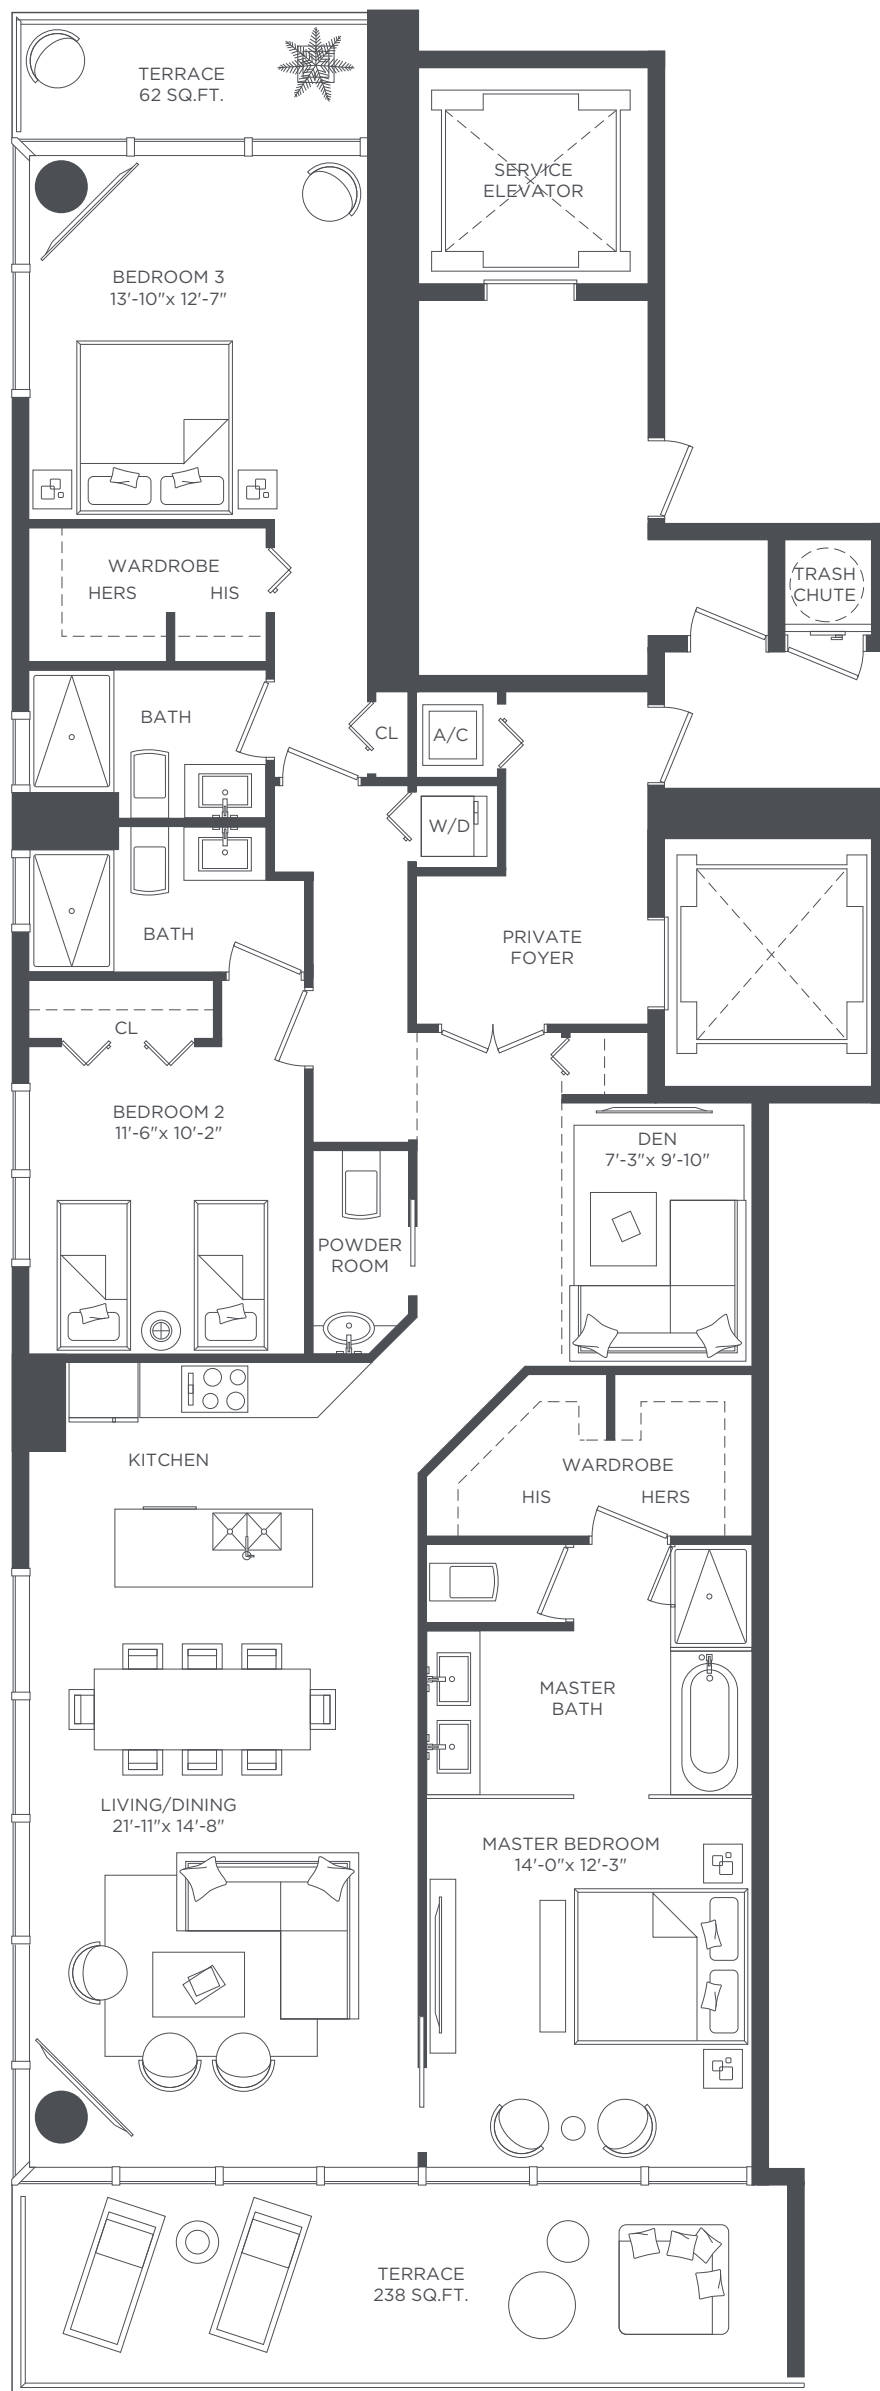 TERRACE
62 SQ.FT.
SERVICE
ELEVATOR
BEDROOM 3
13'-10"x 12'-7"
WARDROBE
HERS HIS
TRASH
CHUTE
BATH
CL
A/C
W/D
BATH
PRIVATE
FOYER
CL
BEDROOM 2
11'-6"x 10'-2"
DEN
7'-3"x 9'-10"
POWDER
ROOM
KITCHEN
WARDROBE
HIS HERS
MASTER
BATH
LIVING/DINING
21'-11"x 14'-8"
MASTER BEDROOM
14'-0"x 12'-3"
TERRACE
238 SQ.FT.